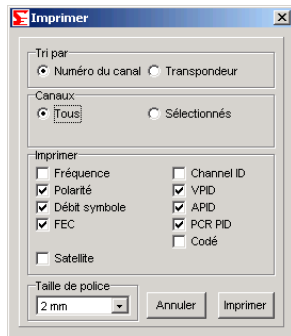 Imprimer
Tri par
Numéro du canal Transpondeur
Canaux
Tous Sélectionnés
Imprimer
Fréquence Channel ID
Polarité VPID
Débit symbole APID
FEC PCR PID
Codé
Satellite
Taille de police
2 mm Annuler Imprimer